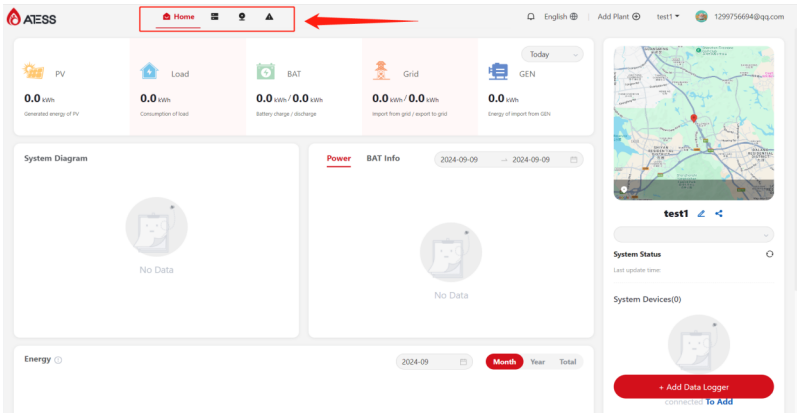 ATESS
Home
English
Add Plant
test1
1299756694@qq.com
Today
PV
0.0 kWh
Generated energy of PV
Load
0.0 kWh
Consumption of load
BAT
0.0 kWh / 0.0 kWh
Battery charge / discharge
Grid
0.0 kWh / 0.0 kWh
Import from grid / export to grid
GEN
0.0 kWh
Energy of import from GEN
System Diagram
No Data
Power
BAT Info
2024-09-09 → 2024-09-09
No Data
test1
System Status
Last update time:
System Devices(0)
+ Add Data Logger
connected To Add
Energy
2024-09
Month
Year
Total